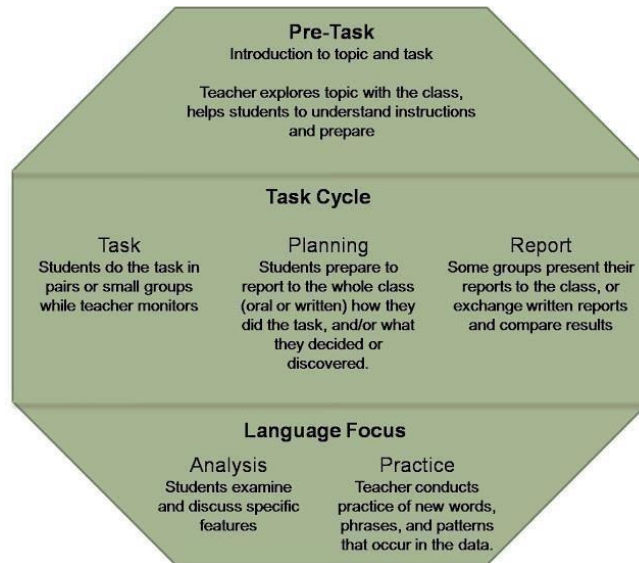 Pre-Task
Introduction to topic and task
Teacher explores topic with the class,
helps students to understand instructions
and prepare
Task Cycle
Task
Students do the task in
pairs or small groups
while teacher monitors
Planning
Students prepare to
report to the whole class
(oral or written) how they
did the task, and/or what
they decided or
discovered.
Report
Some groups present their
reports to the class, or
exchange written reports
and compare results
Language Focus
Analysis
Students examine
and discuss specific
features
Practice
Teacher conducts
practice of new words,
phrases, and patterns
that occur in the data.